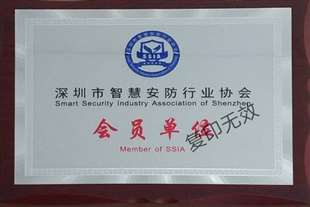 SSIA
深圳市智慧安防行业协会
Smart Security Industry Association of Shenzhen
会员单位
Member of SSIA
复印无效